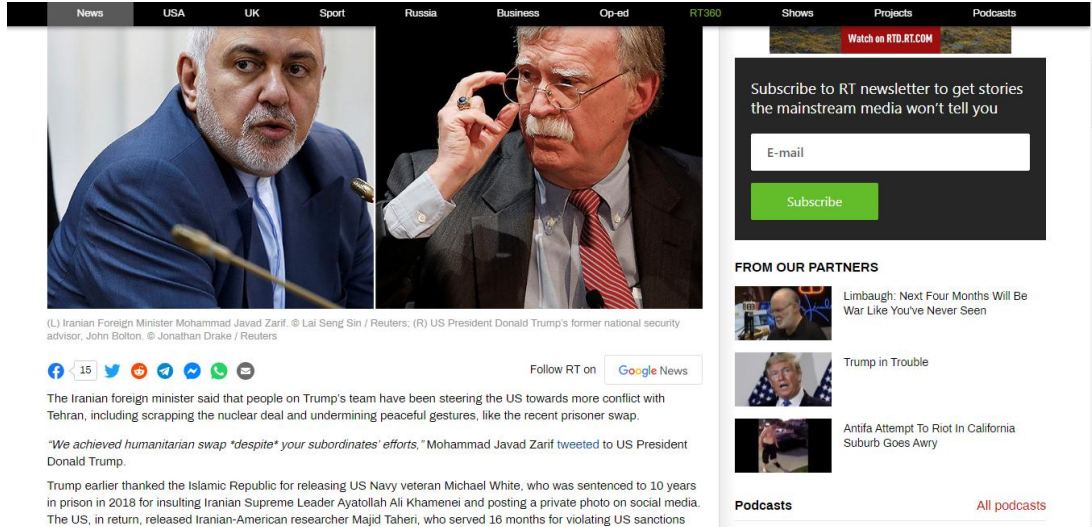 News USA UK Sport Russia Business Op-ed RT360 Shows Projects Podcasts
Watch on RTD.RT.COM
Subscribe to RT newsletter to get stories
the mainstream media won't tell you
E-mail
Subscribe
(L) Iranian Foreign Minister Mohammad Javad Zarif. © Lai Seng Sin / Reuters; (R) US President Donald Trump's former national security
advisor, John Bolton. © Jonathan Drake / Reuters
15
Follow RT on Google News
The Iranian foreign minister said that people on Trump's team have been steering the US towards more conflict with
Tehran, including scrapping the nuclear deal and undermining peaceful gestures, like the recent prisoner swap.
"We achieved humanitarian swap *despite* your subordinates' efforts," Mohammad Javad Zarif tweeted to US President
Donald Trump.
Trump earlier thanked the Islamic Republic for releasing US Navy veteran Michael White, who was sentenced to 10 years
in prison in 2018 for insulting Iranian Supreme Leader Ayatollah Ali Khamenei and posting a private photo on social media.
The US, in return, released Iranian-American researcher Majid Taheri, who served 16 months for violating US sanctions
FROM OUR PARTNERS
Limbaugh: Next Four Months Will Be
War Like You've Never Seen
Trump in Trouble
Antifa Attempt To Riot In California
Suburb Goes Awry
Podcasts
All podcasts